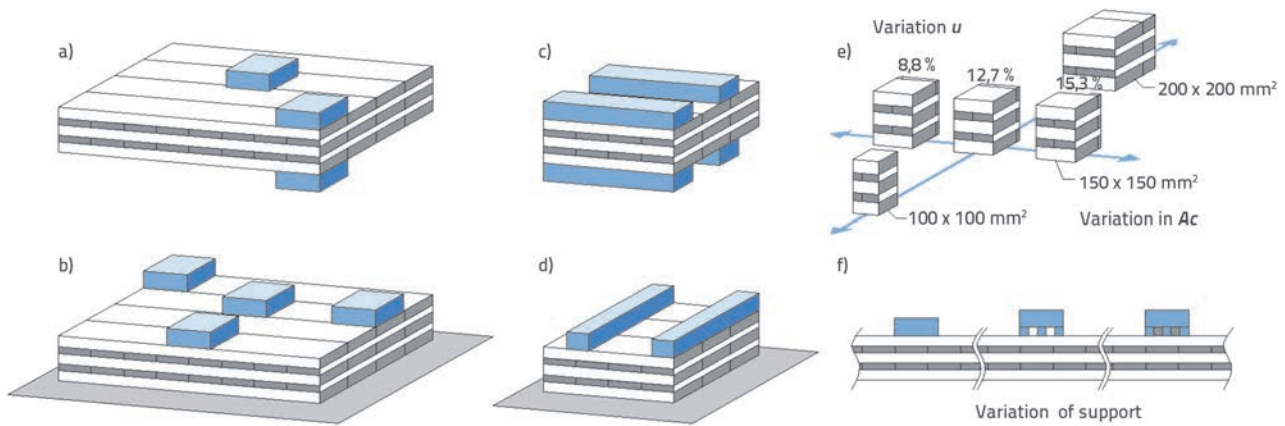 a)
b)
c)
d)
e)
Variation u
8,8 %
12,7 %
15,3 %
200 x 200 mm²
150 x 150 mm²
100 x 100 mm²
Variation in Ac
f)
Variation of support